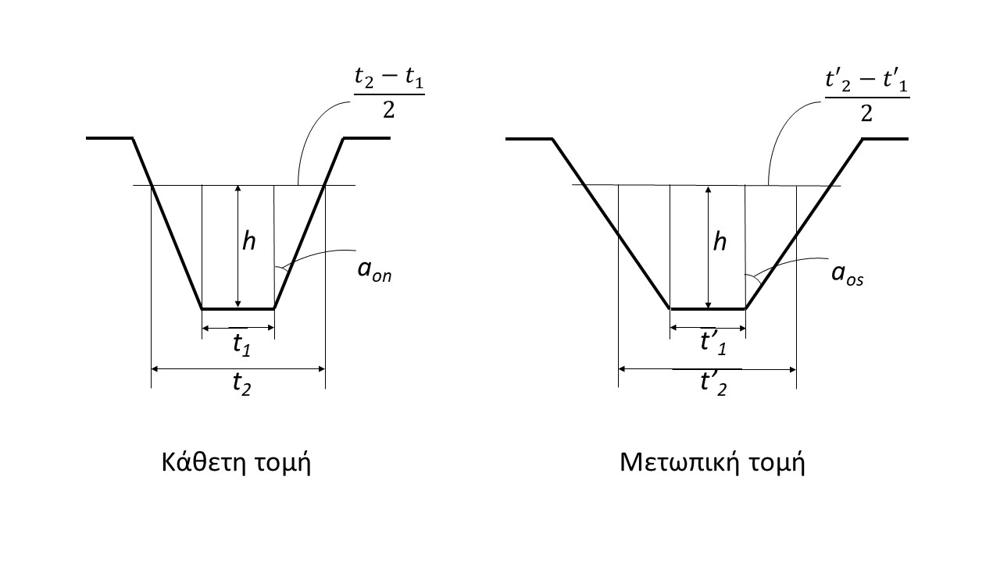 t₂ − t₁
2
h
a_on
t₁
t₂
Κάθετη τομή
t′₂ − t′₁
2
h
a_os
t’₁
t’₂
Μετωπική τομή